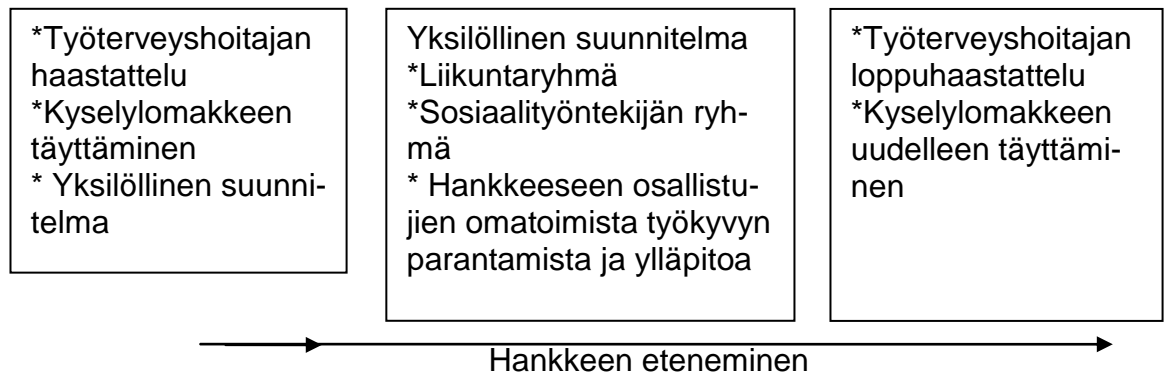 *Työterveyshoitajan
haastattelu
*Kyselylomakkeen
täyttäminen
* Yksilöllinen suunni-
telma
Yksilöllinen suunnitelma
*Liikuntaryhmä
*Sosiaalityöntekijän ryh-
mä
* Hankkeeseen osallistu-
jien omatoimista työkyvyn
parantamista ja ylläpitoa
*Työterveyshoitajan
loppuhaastattelu
*Kyselylomakkeen
uudelleen täyttämi-
nen
Hankkeen eteneminen